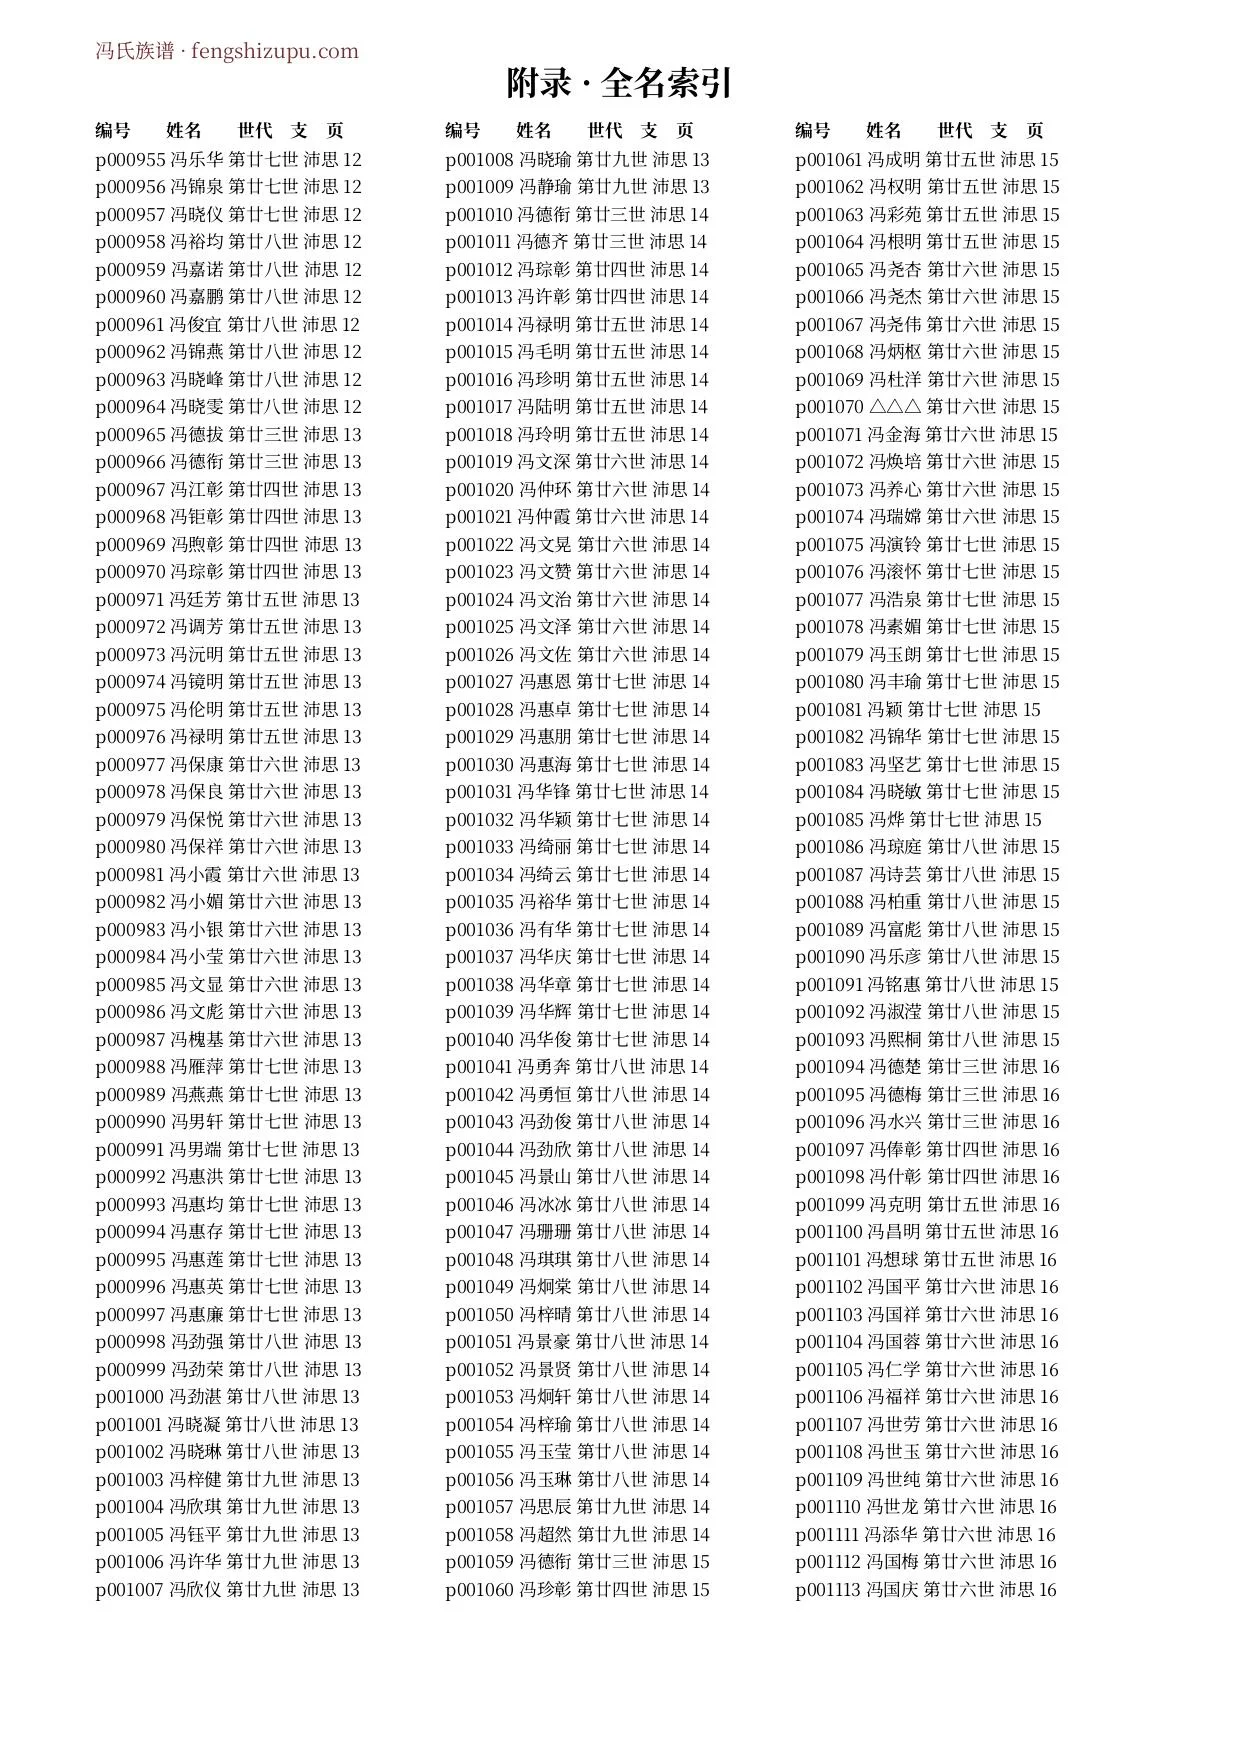 冯氏族谱 · fengshizupu.com
附录 · 全名索引
编号 姓名 世代 支 页
p000955 冯乐华 第廿七世 沛思 12
p000956 冯锦泉 第廿七世 沛思 12
p000957 冯晓仪 第廿七世 沛思 12
p000958 冯裕均 第廿八世 沛思 12
p000959 冯嘉诺 第廿八世 沛思 12
p000960 冯嘉鹏 第廿八世 沛思 12
p000961 冯俊宜 第廿八世 沛思 12
p000962 冯锦燕 第廿八世 沛思 12
p000963 冯晓峰 第廿八世 沛思 12
p000964 冯晓雯 第廿八世 沛思 12
p000965 冯德拔 第廿三世 沛思 13
p000966 冯德衔 第廿三世 沛思 13
p000967 冯江彰 第廿四世 沛思 13
p000968 冯钜彰 第廿四世 沛思 13
p000969 冯煦彰 第廿四世 沛思 13
p000970 冯琮彰 第廿四世 沛思 13
p000971 冯廷芳 第廿五世 沛思 13
p000972 冯调芳 第廿五世 沛思 13
p000973 冯沅明 第廿五世 沛思 13
p000974 冯镜明 第廿五世 沛思 13
p000975 冯伦明 第廿五世 沛思 13
p000976 冯禄明 第廿五世 沛思 13
p000977 冯保康 第廿六世 沛思 13
p000978 冯保良 第廿六世 沛思 13
p000979 冯保悦 第廿六世 沛思 13
p000980 冯保祥 第廿六世 沛思 13
p000981 冯小霞 第廿六世 沛思 13
p000982 冯小媚 第廿六世 沛思 13
p000983 冯小银 第廿六世 沛思 13
p000984 冯小莹 第廿六世 沛思 13
p000985 冯文显 第廿六世 沛思 13
p000986 冯文彪 第廿六世 沛思 13
p000987 冯槐基 第廿六世 沛思 13
p000988 冯雁萍 第廿七世 沛思 13
p000989 冯燕燕 第廿七世 沛思 13
p000990 冯男轩 第廿七世 沛思 13
p000991 冯男端 第廿七世 沛思 13
p000992 冯惠洪 第廿七世 沛思 13
p000993 冯惠均 第廿七世 沛思 13
p000994 冯惠存 第廿七世 沛思 13
p000995 冯惠莲 第廿七世 沛思 13
p000996 冯惠英 第廿七世 沛思 13
p000997 冯惠廉 第廿七世 沛思 13
p000998 冯劲强 第廿八世 沛思 13
p000999 冯劲荣 第廿八世 沛思 13
p001000 冯劲湛 第廿八世 沛思 13
p001001 冯晓凝 第廿八世 沛思 13
p001002 冯晓琳 第廿八世 沛思 13
p001003 冯梓健 第廿九世 沛思 13
p001004 冯欣琪 第廿九世 沛思 13
p001005 冯钰平 第廿九世 沛思 13
p001006 冯许华 第廿九世 沛思 13
p001007 冯欣仪 第廿九世 沛思 13
编号 姓名 世代 支 页
p001008 冯晓瑜 第廿九世 沛思 13
p001009 冯静瑜 第廿九世 沛思 13
p001010 冯德衔 第廿三世 沛思 14
p001011 冯德齐 第廿三世 沛思 14
p001012 冯琮彰 第廿四世 沛思 14
p001013 冯许彰 第廿四世 沛思 14
p001014 冯禄明 第廿五世 沛思 14
p001015 冯毛明 第廿五世 沛思 14
p001016 冯珍明 第廿五世 沛思 14
p001017 冯陆明 第廿五世 沛思 14
p001018 冯玲明 第廿五世 沛思 14
p001019 冯文深 第廿六世 沛思 14
p001020 冯仲环 第廿六世 沛思 14
p001021 冯仲霞 第廿六世 沛思 14
p001022 冯文晃 第廿六世 沛思 14
p001023 冯文赞 第廿六世 沛思 14
p001024 冯文治 第廿六世 沛思 14
p001025 冯文泽 第廿六世 沛思 14
p001026 冯文佐 第廿六世 沛思 14
p001027 冯惠恩 第廿七世 沛思 14
p001028 冯惠卓 第廿七世 沛思 14
p001029 冯惠朋 第廿七世 沛思 14
p001030 冯惠海 第廿七世 沛思 14
p001031 冯华锋 第廿七世 沛思 14
p001032 冯华颖 第廿七世 沛思 14
p001033 冯绮丽 第廿七世 沛思 14
p001034 冯绮云 第廿七世 沛思 14
p001035 冯裕华 第廿七世 沛思 14
p001036 冯有华 第廿七世 沛思 14
p001037 冯华庆 第廿七世 沛思 14
p001038 冯华章 第廿七世 沛思 14
p001039 冯华辉 第廿七世 沛思 14
p001040 冯华俊 第廿七世 沛思 14
p001041 冯勇奔 第廿八世 沛思 14
p001042 冯勇恒 第廿八世 沛思 14
p001043 冯劲俊 第廿八世 沛思 14
p001044 冯劲欣 第廿八世 沛思 14
p001045 冯景山 第廿八世 沛思 14
p001046 冯冰冰 第廿八世 沛思 14
p001047 冯珊珊 第廿八世 沛思 14
p001048 冯琪琪 第廿八世 沛思 14
p001049 冯炯棠 第廿八世 沛思 14
p001050 冯梓晴 第廿八世 沛思 14
p001051 冯景豪 第廿八世 沛思 14
p001052 冯景贤 第廿八世 沛思 14
p001053 冯炯轩 第廿八世 沛思 14
p001054 冯梓瑜 第廿八世 沛思 14
p001055 冯玉莹 第廿八世 沛思 14
p001056 冯玉琳 第廿八世 沛思 14
p001057 冯思辰 第廿九世 沛思 14
p001058 冯超然 第廿九世 沛思 14
p001059 冯德衔 第廿三世 沛思 15
p001060 冯珍彰 第廿四世 沛思 15
编号 姓名 世代 支 页
p001061 冯成明 第廿五世 沛思 15
p001062 冯权明 第廿五世 沛思 15
p001063 冯彩苑 第廿五世 沛思 15
p001064 冯根明 第廿五世 沛思 15
p001065 冯尧杏 第廿六世 沛思 15
p001066 冯尧杰 第廿六世 沛思 15
p001067 冯尧伟 第廿六世 沛思 15
p001068 冯炳枢 第廿六世 沛思 15
p001069 冯杜洋 第廿六世 沛思 15
p001070 △△△ 第廿六世 沛思 15
p001071 冯金海 第廿六世 沛思 15
p001072 冯焕培 第廿六世 沛思 15
p001073 冯养心 第廿六世 沛思 15
p001074 冯瑞嫦 第廿六世 沛思 15
p001075 冯演铃 第廿七世 沛思 15
p001076 冯滚怀 第廿七世 沛思 15
p001077 冯浩泉 第廿七世 沛思 15
p001078 冯素媚 第廿七世 沛思 15
p001079 冯玉朗 第廿七世 沛思 15
p001080 冯丰瑜 第廿七世 沛思 15
p001081 冯颖 第廿七世 沛思 15
p001082 冯锦华 第廿七世 沛思 15
p001083 冯坚艺 第廿七世 沛思 15
p001084 冯晓敏 第廿七世 沛思 15
p001085 冯烨 第廿七世 沛思 15
p001086 冯琼庭 第廿八世 沛思 15
p001087 冯诗芸 第廿八世 沛思 15
p001088 冯柏重 第廿八世 沛思 15
p001089 冯富彪 第廿八世 沛思 15
p001090 冯乐彦 第廿八世 沛思 15
p001091 冯铭惠 第廿八世 沛思 15
p001092 冯淑滢 第廿八世 沛思 15
p001093 冯熙桐 第廿八世 沛思 15
p001094 冯德楚 第廿三世 沛思 16
p001095 冯德梅 第廿三世 沛思 16
p001096 冯水兴 第廿三世 沛思 16
p001097 冯俸彰 第廿四世 沛思 16
p001098 冯什彰 第廿四世 沛思 16
p001099 冯克明 第廿五世 沛思 16
p001100 冯昌明 第廿五世 沛思 16
p001101 冯想球 第廿五世 沛思 16
p001102 冯国平 第廿六世 沛思 16
p001103 冯国祥 第廿六世 沛思 16
p001104 冯国蓉 第廿六世 沛思 16
p001105 冯仁学 第廿六世 沛思 16
p001106 冯福祥 第廿六世 沛思 16
p001107 冯世劳 第廿六世 沛思 16
p001108 冯世玉 第廿六世 沛思 16
p001109 冯世纯 第廿六世 沛思 16
p001110 冯世龙 第廿六世 沛思 16
p001111 冯添华 第廿六世 沛思 16
p001112 冯国梅 第廿六世 沛思 16
p001113 冯国庆 第廿六世 沛思 16